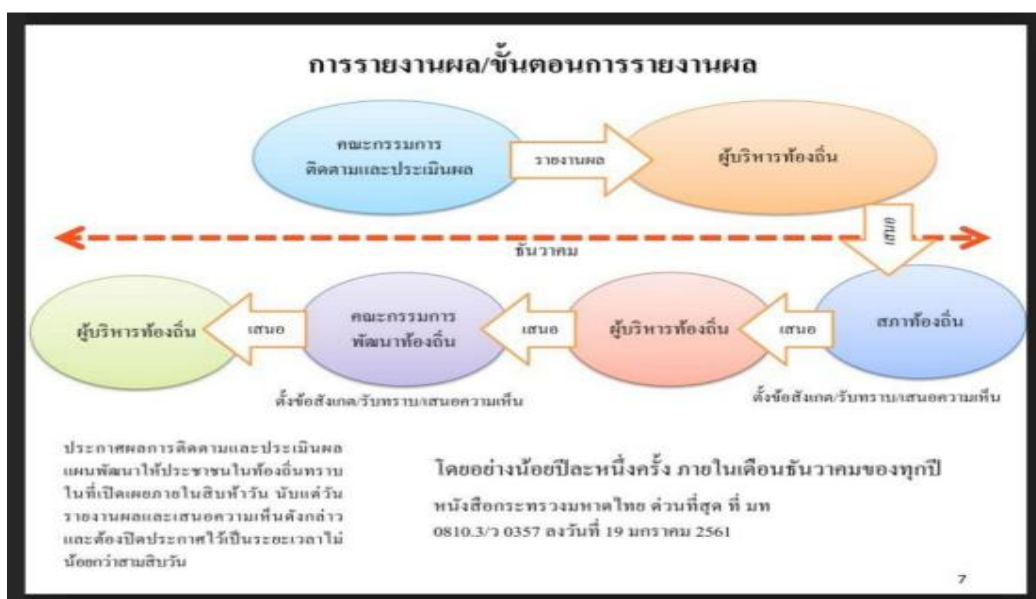 การรายงานผล/ขั้นตอนการรายงานผล
คณะกรรมการ
ติดตามและประเมินผล
รายงานผล
ผู้บริหารท้องถิ่น
เสนอ
ธันวาคม
ผู้บริหารท้องถิ่น
เสนอ
คณะกรรมการ
พัฒนาท้องถิ่น
เสนอ
ผู้บริหารท้องถิ่น
เสนอ
สภาท้องถิ่น
ตั้งข้อสังเกต/รับทราบ/เสนอความเห็น
ตั้งข้อสังเกต/รับทราบ/เสนอความเห็น
ประกาศผลการติดตามและประเมินผล
แผนพัฒนาให้ประชาชนในท้องถิ่นทราบ
ในที่เปิดเผยภายในสิบห้าวัน นับแต่วัน
รายงานผลและเสนอความเห็นดังกล่าว
และต้องปิดประกาศไว้เป็นระยะเวลาไม่
น้อยกว่าสามสิบวัน
โดยอย่างน้อยปีละหนึ่งครั้ง ภายในเดือนธันวาคมของทุกปี
หนังสือกระทรวงมหาดไทย ด่วนที่สุด ที่ มท
0810.3/ว 0357 ลงวันที่ 19 มกราคม 2561
7